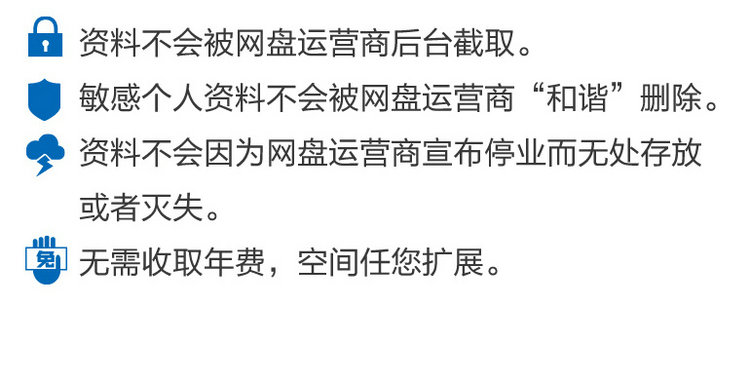 资料不会被网盘运营商后台截取。
敏感个人资料不会被网盘运营商“和谐”删除。
资料不会因为网盘运营商宣布停业而无处存放
或者灭失。
免
无需收取年费，空间任您扩展。